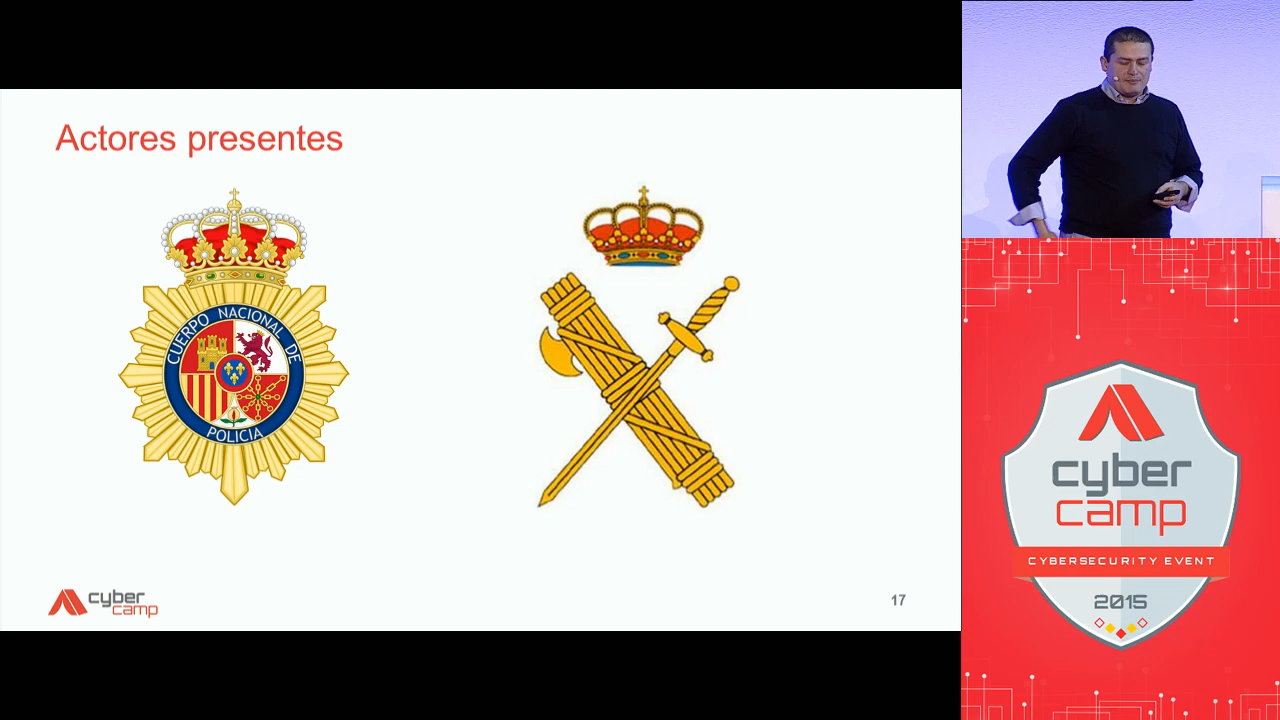 Actores presentes
CUERPO NACIONAL DE
POLICIA
cyber
camp
17
cyber
camp
CYBERSECURITY EVENT
2015